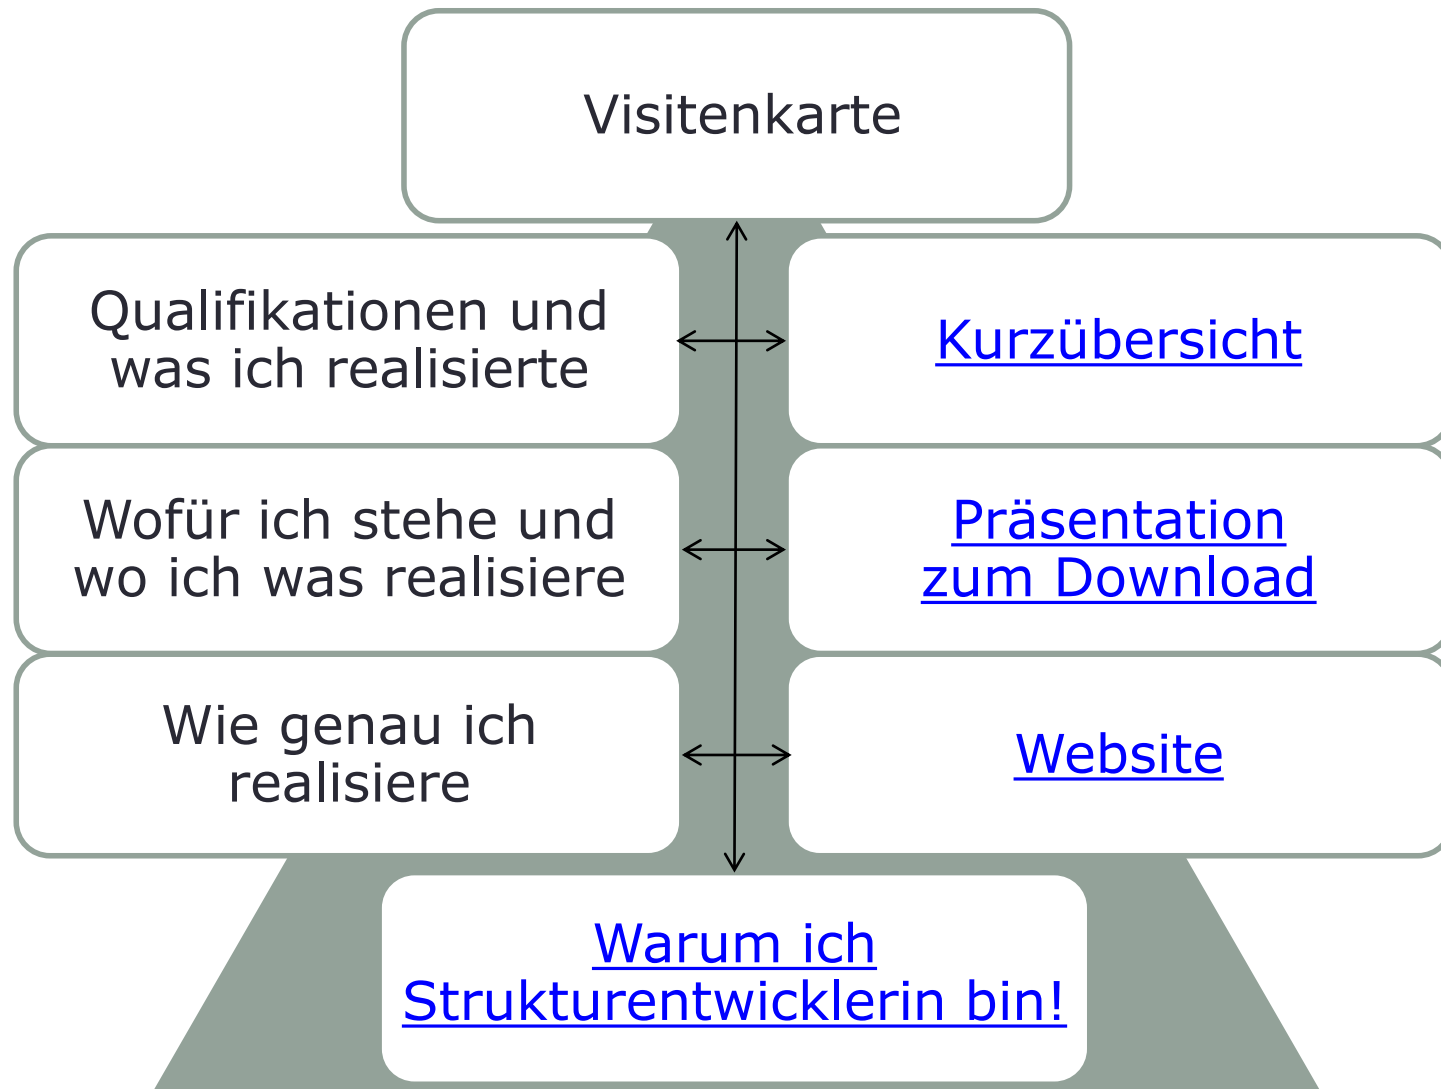 Visitenkarte
Qualifikationen und
was ich realisierte
Kurzübersicht
Wofür ich stehe und
wo ich was realisiere
Präsentation
zum Download
Wie genau ich
realisiere
Website
Warum ich
Strukturentwicklerin bin!